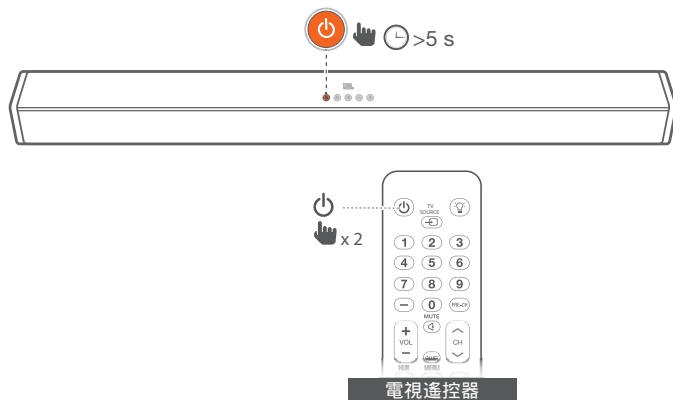 >5 s
x 2
TV
SOURCE
1 2 3
4 5 6
7 8 9
0 PRE-CH
MUTE
+
VOL CH
−
MENU
電視遙控器